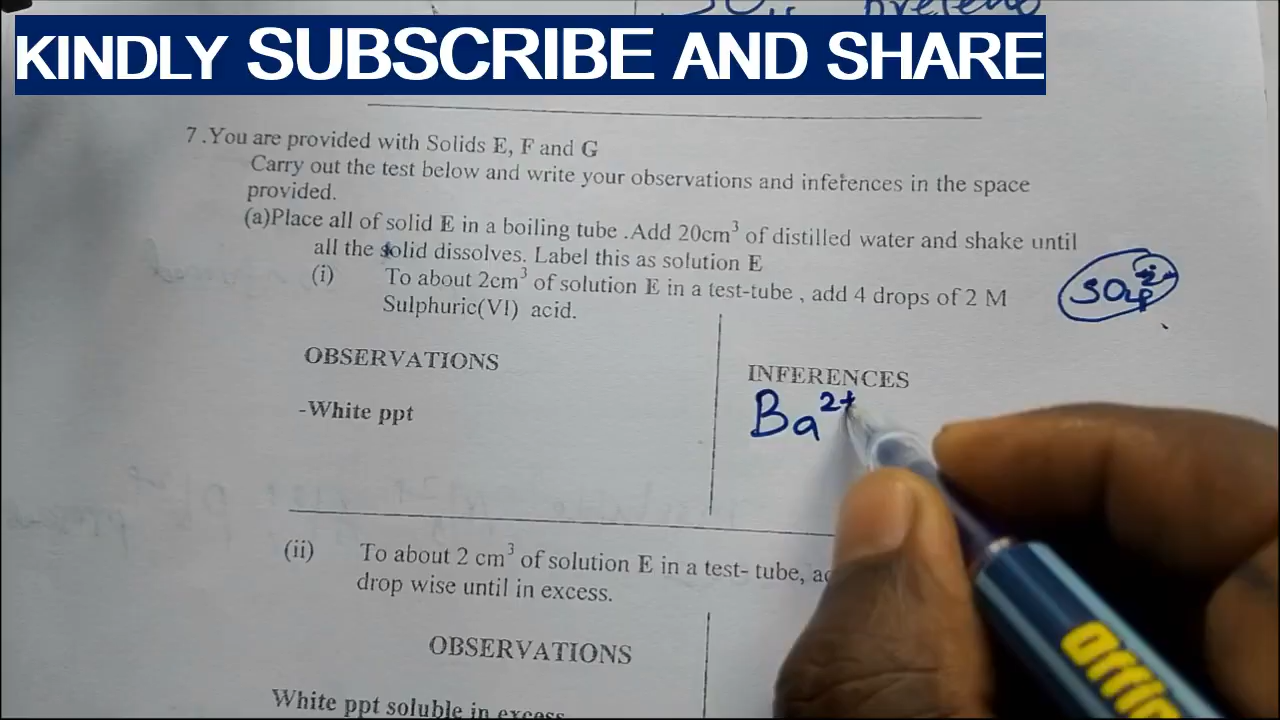 KINDLY SUBSCRIBE AND SHARE
7 .You are provided with Solids E, F and G
Carry out the test below and write your observations and inferences in the space
provided.
(a)Place all of solid E in a boiling tube .Add 20cm³ of distilled water and shake until
all the solid dissolves. Label this as solution E
(i) To about 2cm³ of solution E in a test-tube , add 4 drops of 2 M
Sulphuric(VI) acid.
SO₄²⁻
OBSERVATIONS
INFERENCES
-White ppt
Ba²⁺
(ii) To about 2 cm³ of solution E in a test- tube,
drop wise until in excess.
OBSERVATIONS
White ppt soluble in excess
Offic